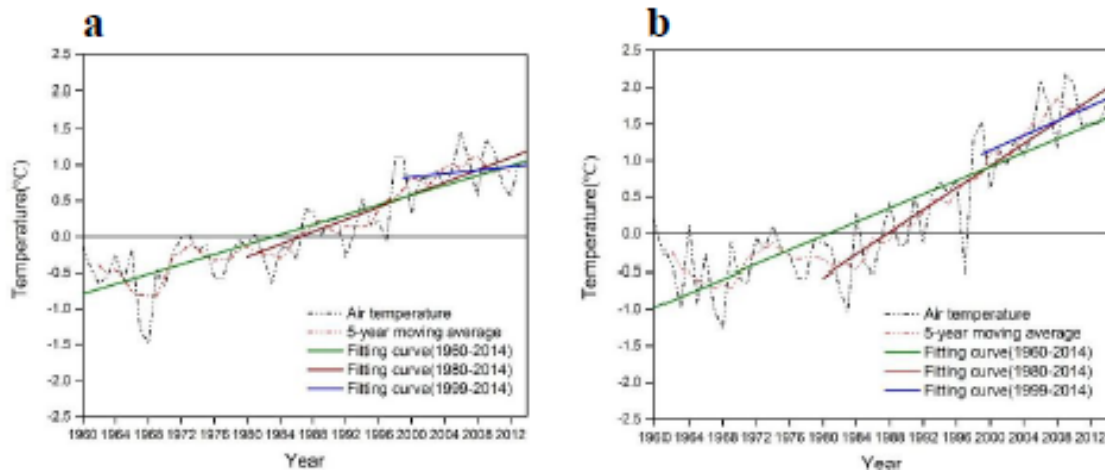 a
b
2.5
2.0
1.5
1.0
0.5
0.0
-0.5
-1.0
-1.5
-2.0
-2.5
Temperature(°C)
Air temperature
5-year moving average
Fitting curve(1960-2014)
Fitting curve(1980-2014)
Fitting curve(1999-2014)
1960 1964 1968 1972 1976 1980 1984 1988 1992 1996 2000 2004 2008 2012
Year
2.5
2.0
1.5
1.0
0.5
0.0
-0.5
-1.0
-1.5
-2.0
-2.5
Temperature(°C)
Air temperature
5-year moving average
Fitting curve(1960-2014)
Fitting curve(1980-2014)
Fitting curve(1999-2014)
1960 1964 1968 1972 1976 1980 1984 1988 1992 1996 2000 2004 2008 2012
Year